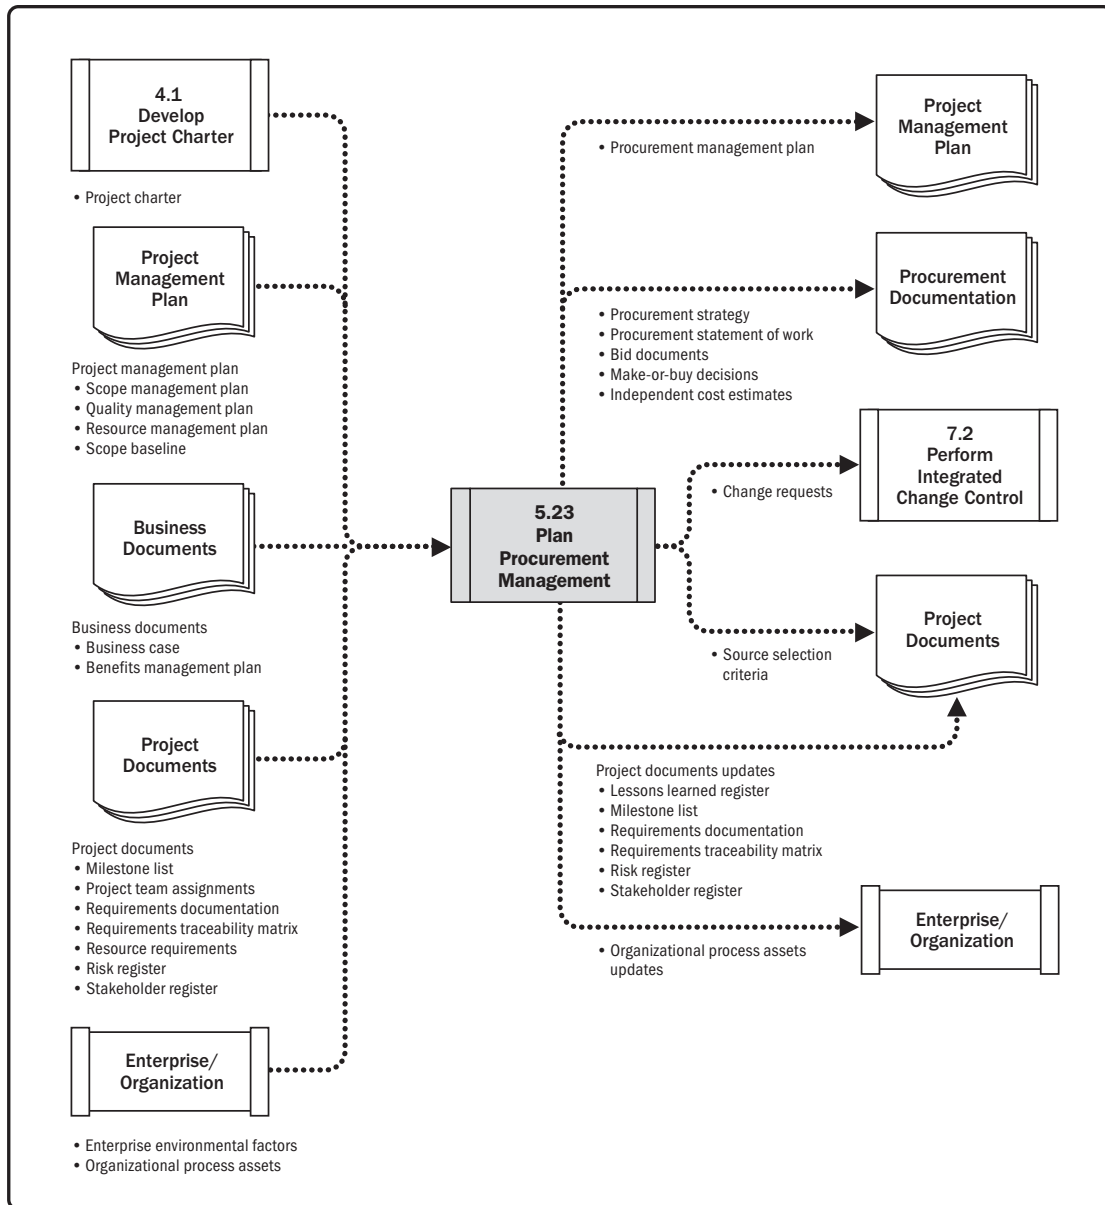 4.1
Develop
Project Charter
• Project charter
Project
Management
Plan
Project management plan
• Scope management plan
• Quality management plan
• Resource management plan
• Scope baseline
Business
Documents
Business documents
• Business case
• Benefits management plan
Project
Documents
Project documents
• Milestone list
• Project team assignments
• Requirements documentation
• Requirements traceability matrix
• Resource requirements
• Risk register
• Stakeholder register
Enterprise/
Organization
• Enterprise environmental factors
• Organizational process assets
5.23
Plan
Procurement
Management
• Procurement management plan
Project
Management
Plan
• Procurement strategy
• Procurement statement of work
• Bid documents
• Make-or-buy decisions
• Independent cost estimates
Procurement
Documentation
• Change requests
7.2
Perform
Integrated
Change Control
• Source selection
criteria
Project
Documents
Project documents updates
• Lessons learned register
• Milestone list
• Requirements documentation
• Requirements traceability matrix
• Risk register
• Stakeholder register
• Organizational process assets
updates
Enterprise/
Organization